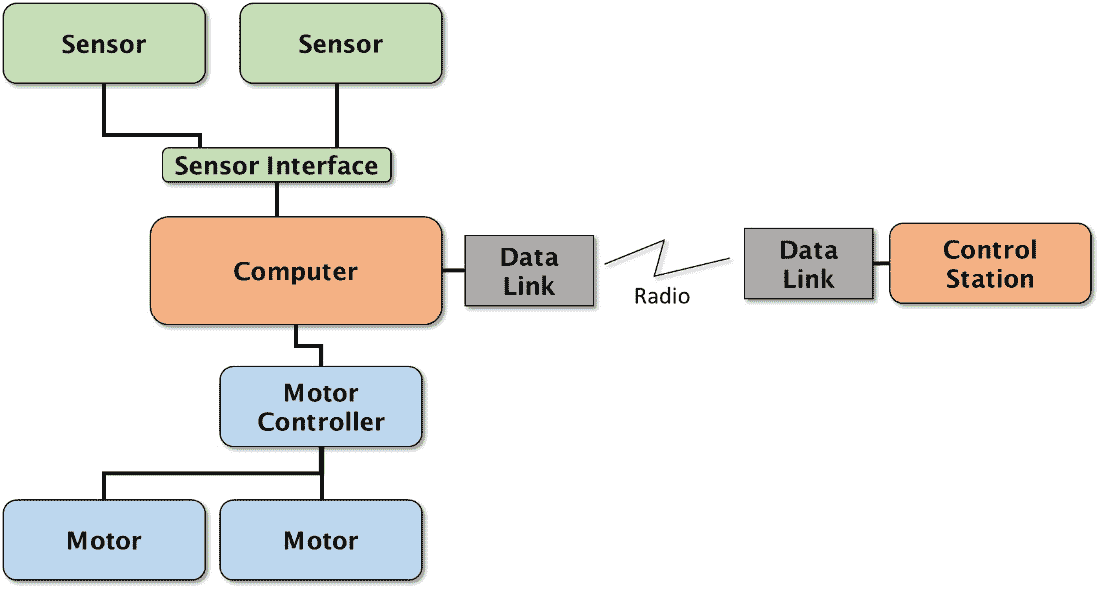 Sensor
Sensor
Sensor Interface
Computer
Data
Link
Radio
Data
Link
Control
Station
Motor
Controller
Motor
Motor